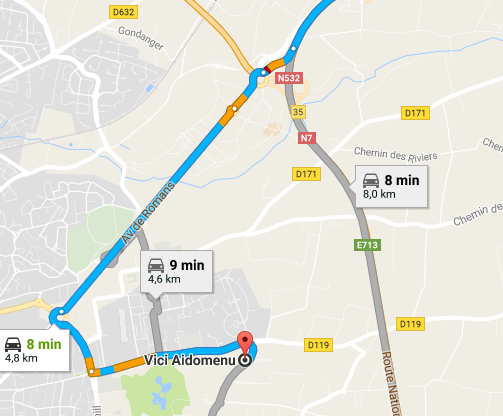 D632
Gondanger
N532
35
D171
N7
Chemin des Riviers
D171
8 min
8,0 km
Av de Romans
Chemin de
E713
9 min
4,6 km
D119
8 min
4,8 km
D119
Vici Aidomenu
Route Nation